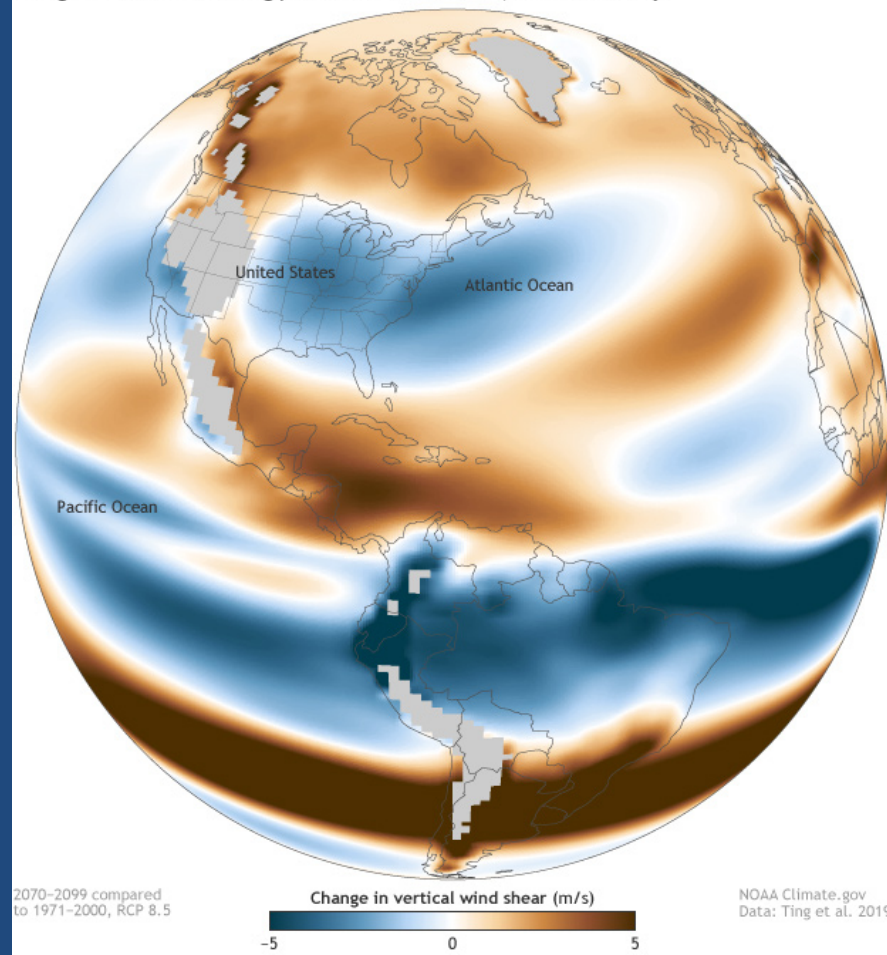 United States
Atlantic Ocean
Pacific Ocean
2070–2099 compared
to 1971–2000, RCP 8.5
Change in vertical wind shear (m/s)
-5 0 5
NOAA Climate.gov
Data: Ting et al. 2019